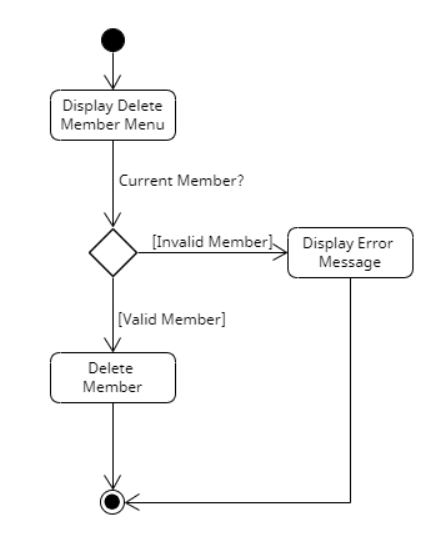 Display Delete
Member Menu
Current Member?
[Invalid Member]
Display Error
Message
[Valid Member]
Delete
Member